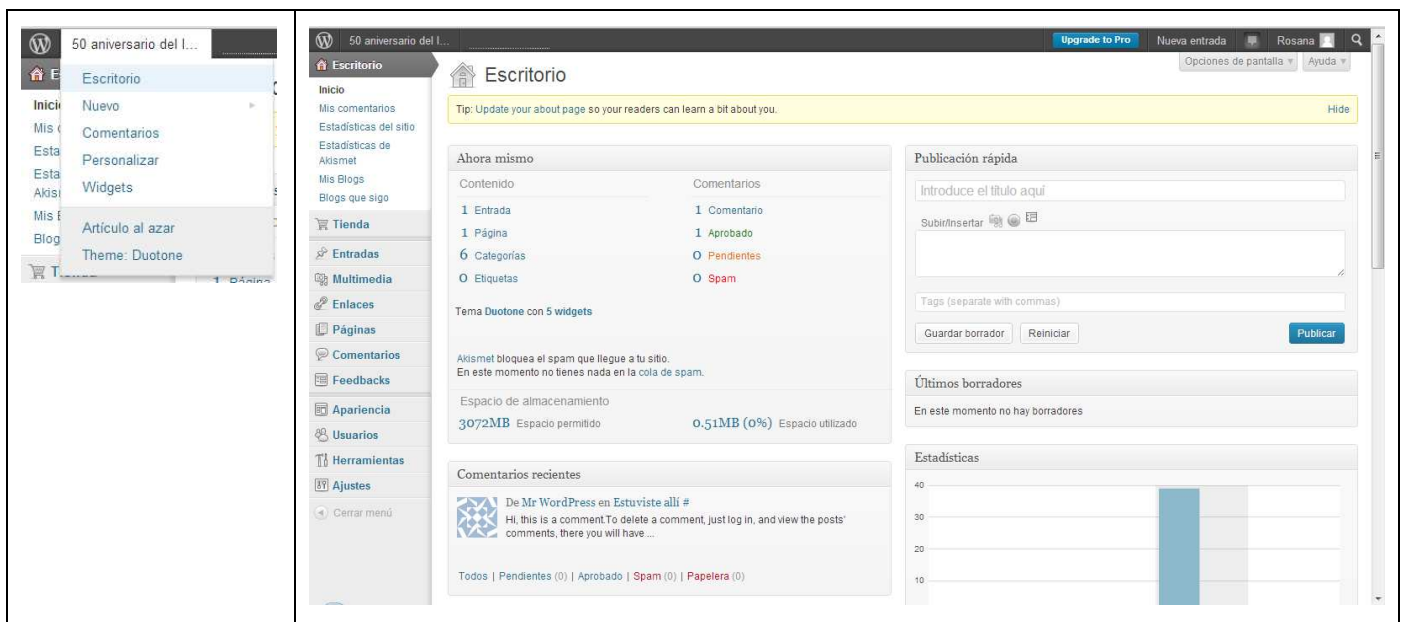 50 aniversario del I...
Escritorio
Nuevo
Comentarios
Personalizar
Widgets
Artículo al azar
Theme: Duotone
E
Inici
Mis
Esta
Esta
Akis
Mis
Blog
1 Página
50 aniversario del I...
Upgrade to Pro
Nueva entrada
Rosana
Escritorio
Inicio
Mis comentarios
Estadísticas del sitio
Estadísticas de
Akismet
Mis Blogs
Blogs que sigo
Tienda
Entradas
Multimedia
Enlaces
Páginas
Comentarios
Feedbacks
Apariencia
Usuarios
Herramientas
Ajustes
Cerrar menú
Opciones de pantalla
Ayuda
Escritorio
Tip: Update your about page so your readers can learn a bit about you.
Hide
Ahora mismo
Contenido
Comentarios
1 Entrada
1 Comentario
1 Página
1 Aprobado
6 Categorías
0 Pendientes
0 Etiquetas
0 Spam
Tema Duotone con 5 widgets
Akismet bloquea el spam que llegue a tu sitio.
En este momento no tienes nada en la cola de spam.
Espacio de almacenamiento
3072MB Espacio permitido
0.51MB (0%) Espacio utilizado
Comentarios recientes
De Mr WordPress en Estuviste allí #
Hi, this is a comment.To delete a comment, just log in, and view the posts'
comments, there you will have ...
Todos | Pendientes (0) | Aprobado | Spam (0) | Papelera (0)
Publicación rápida
Introduce el título aquí
Subir/Insertar
Tags (separate with commas)
Guardar borrador
Reiniciar
Publicar
Últimos borradores
En este momento no hay borradores
Estadísticas
40
30
20
10